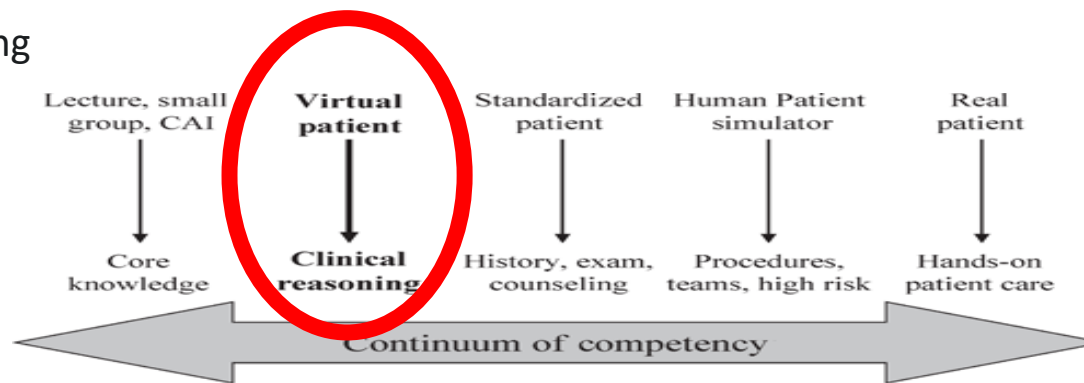 ng
Lecture, small
group, CAI
Virtual
patient
Standardized
patient
Human Patient
simulator
Real
patient
Core
knowledge
Clinical
reasoning
History, exam,
counseling
Procedures,
teams, high risk
Hands-on
patient care
Continuum of competency